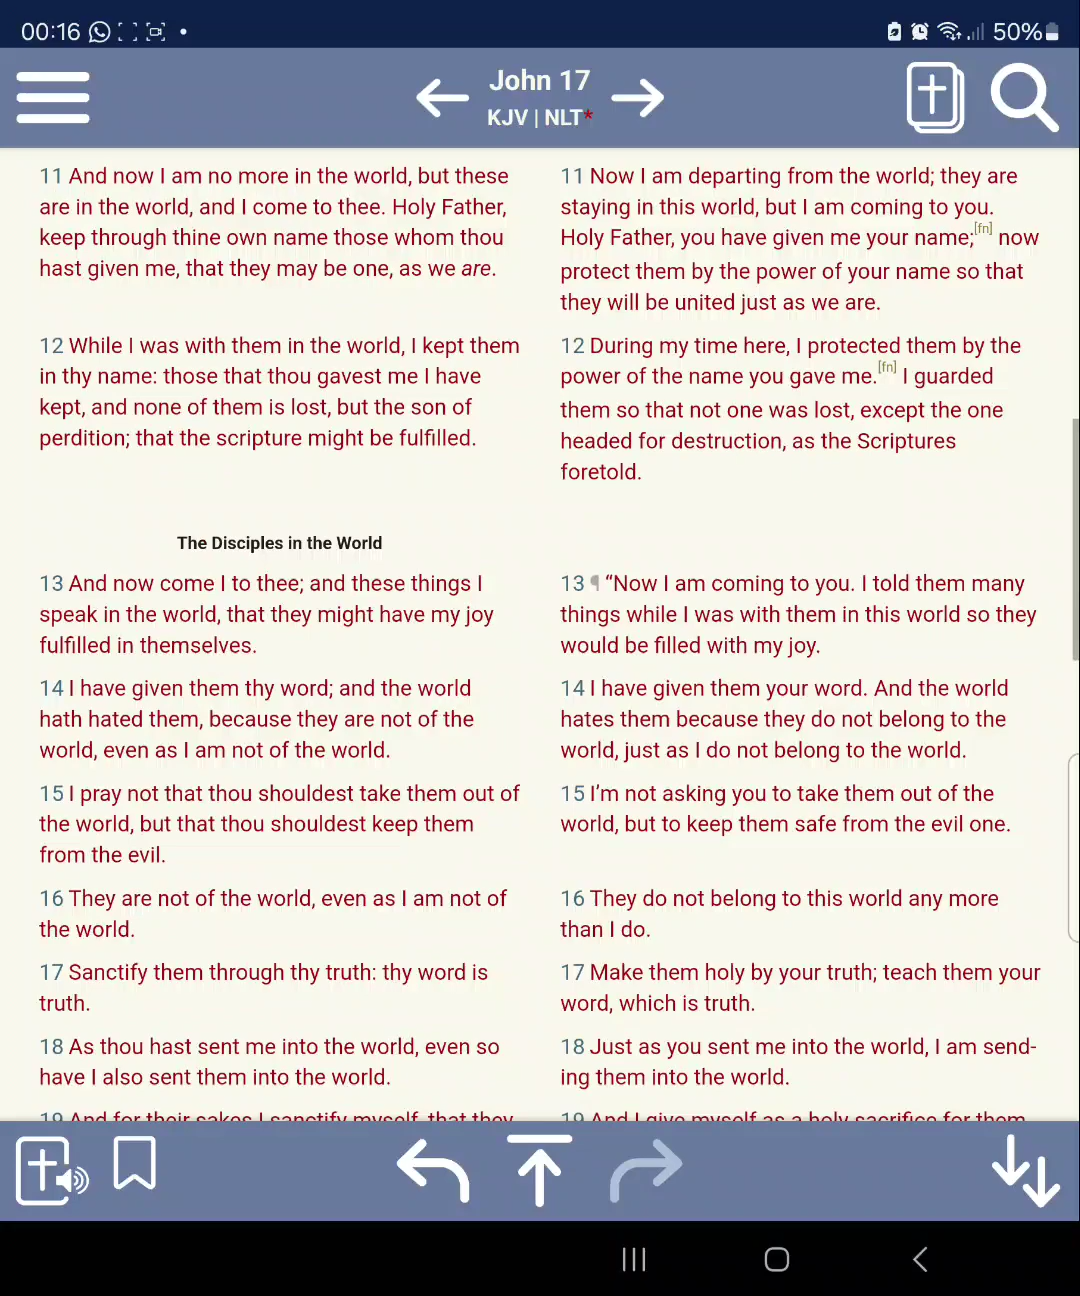 00:16
50%
John 17
KJV | NLT*
11 And now I am no more in the world, but these
are in the world, and I come to thee. Holy Father,
keep through thine own name those whom thou
hast given me, that they may be one, as we are.
11 Now I am departing from the world; they are
staying in this world, but I am coming to you.
Holy Father, you have given me your name;[fn] now
protect them by the power of your name so that
they will be united just as we are.
12 While I was with them in the world, I kept them
in thy name: those that thou gavest me I have
kept, and none of them is lost, but the son of
perdition; that the scripture might be fulfilled.
12 During my time here, I protected them by the
power of the name you gave me.[fn] I guarded
them so that not one was lost, except the one
headed for destruction, as the Scriptures
foretold.
The Disciples in the World
13 And now come I to thee; and these things I
speak in the world, that they might have my joy
fulfilled in themselves.
13 ¶ “Now I am coming to you. I told them many
things while I was with them in this world so they
would be filled with my joy.
14 I have given them thy word; and the world
hath hated them, because they are not of the
world, even as I am not of the world.
14 I have given them your word. And the world
hates them because they do not belong to the
world, just as I do not belong to the world.
15 I pray not that thou shouldest take them out of
the world, but that thou shouldest keep them
from the evil.
15 I’m not asking you to take them out of the
world, but to keep them safe from the evil one.
16 They are not of the world, even as I am not of
the world.
16 They do not belong to this world any more
than I do.
17 Sanctify them through thy truth: thy word is
truth.
17 Make them holy by your truth; teach them your
word, which is truth.
18 As thou hast sent me into the world, even so
have I also sent them into the world.
18 Just as you sent me into the world, I am send-
ing them into the world.
19 And for their sakes I sanctify myself, that they
19 And I give myself as a holy sacrifice for them